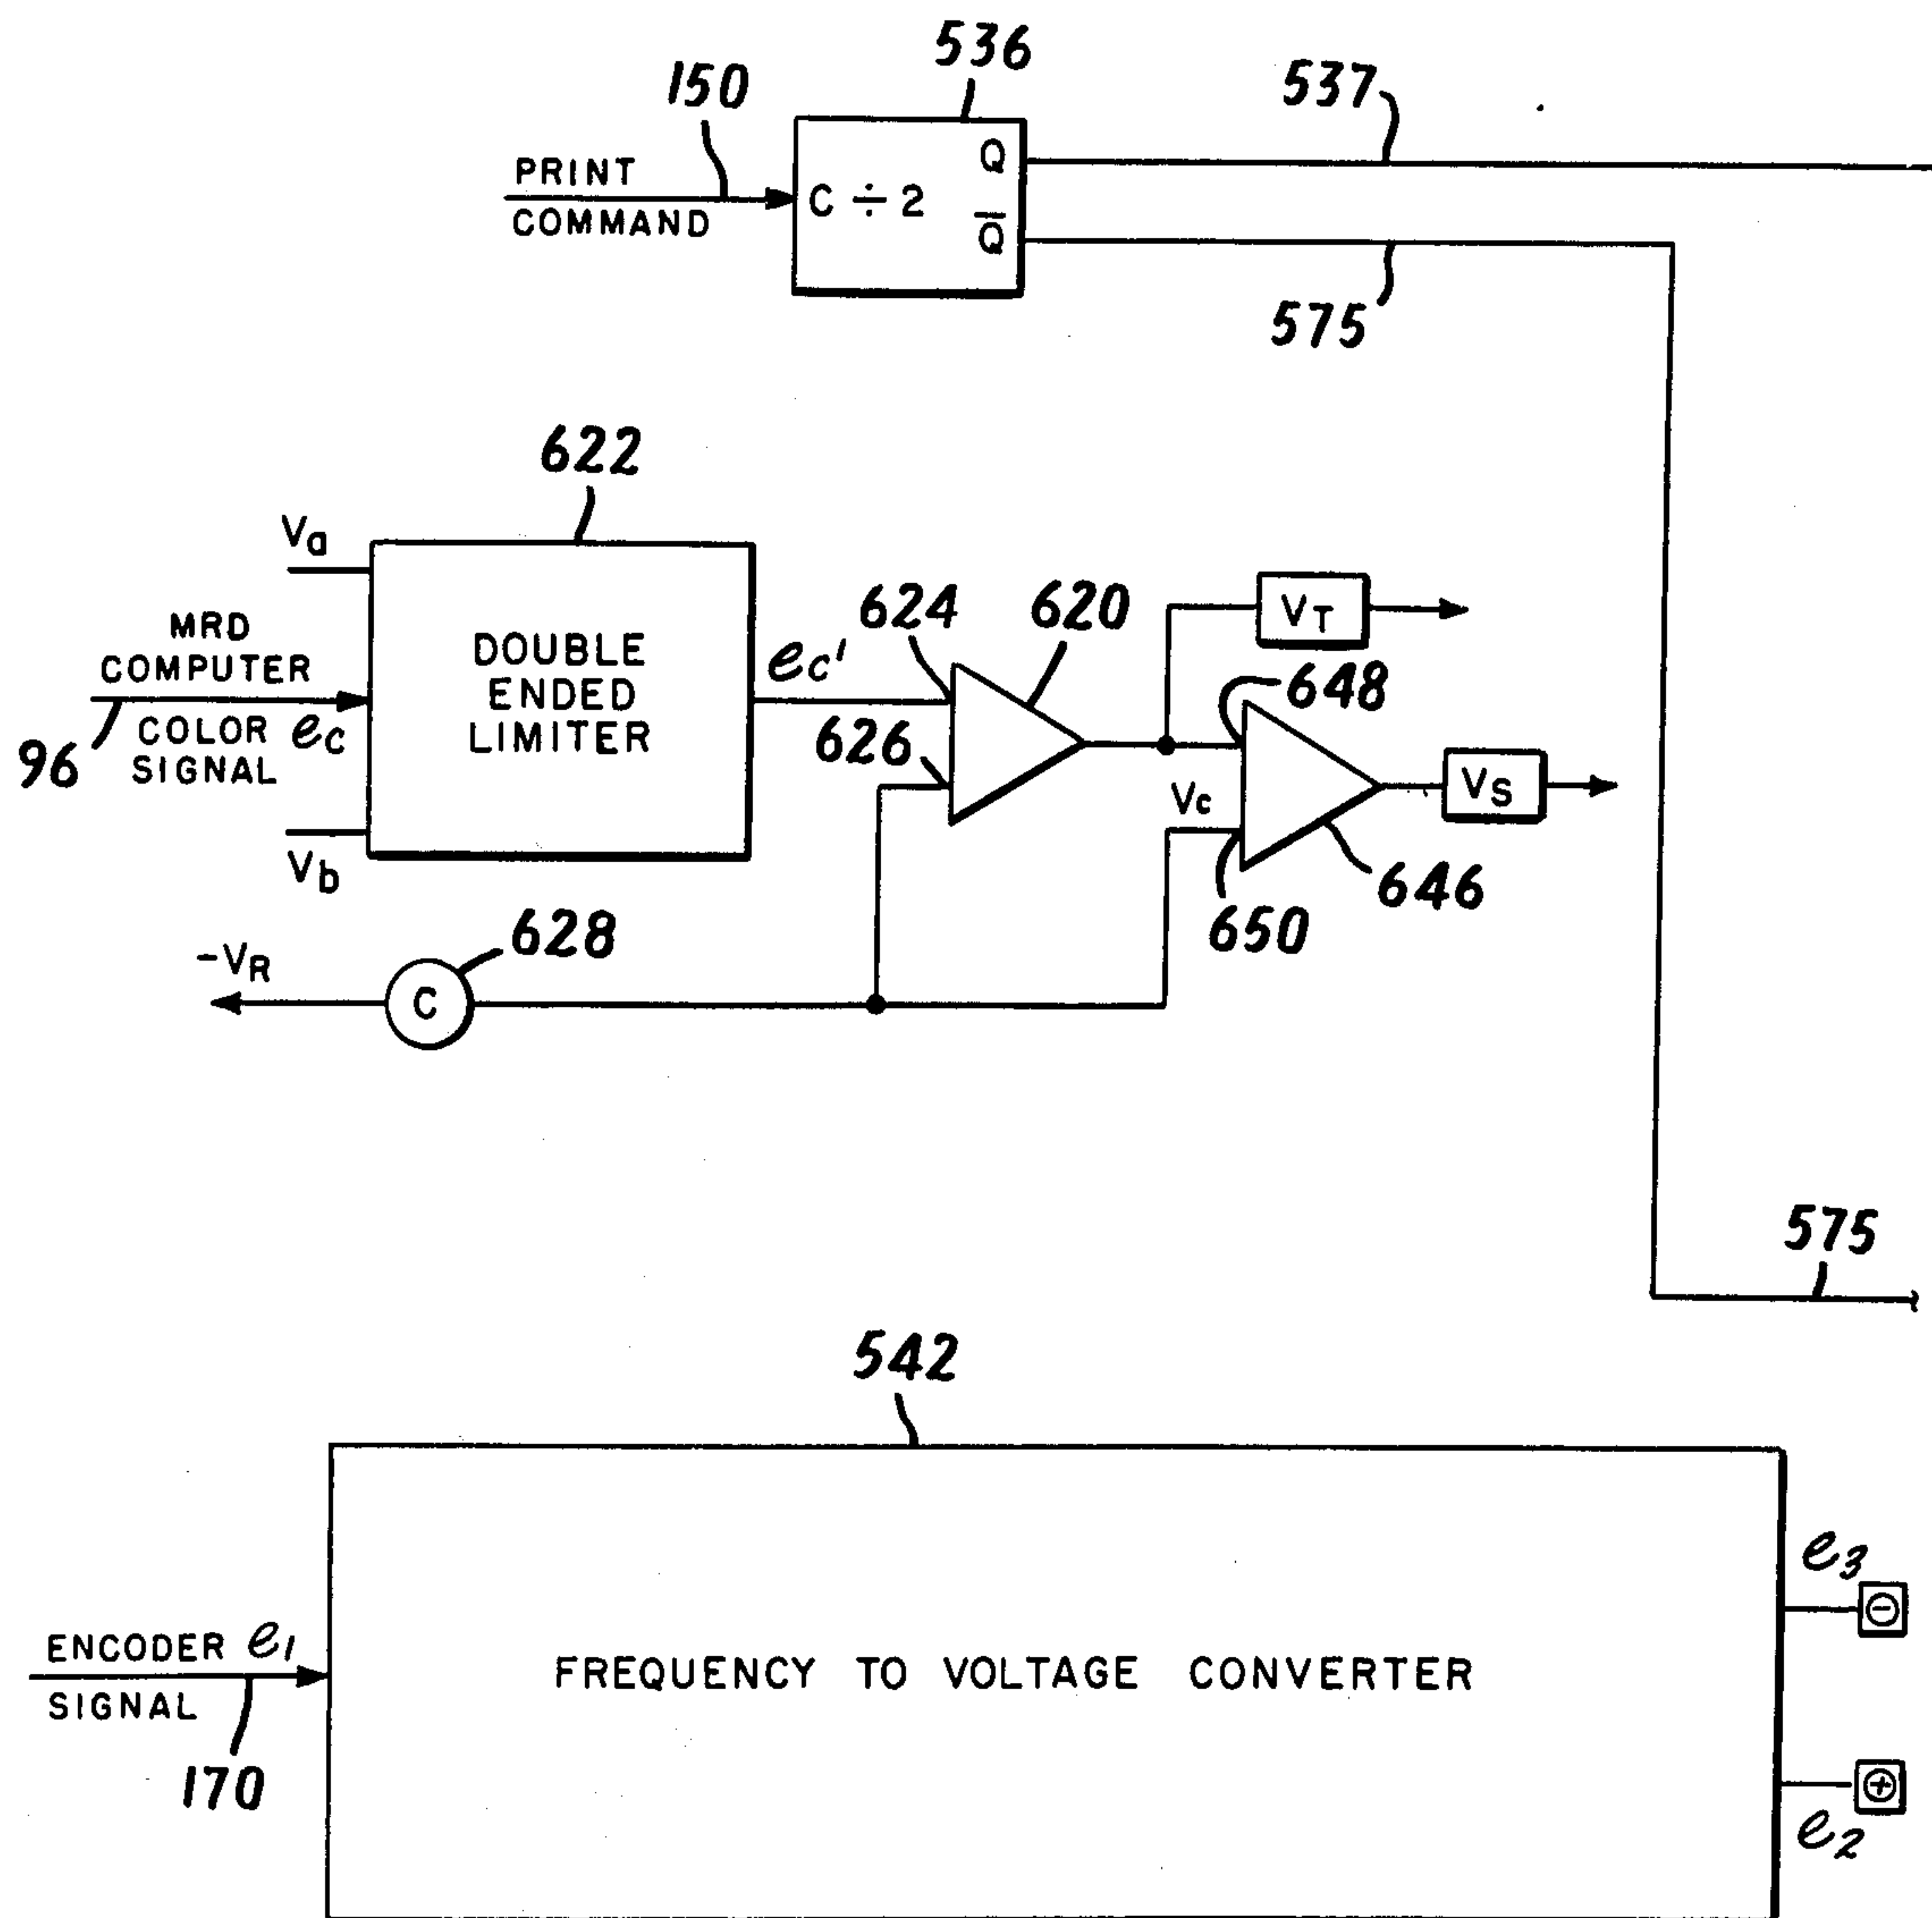 536
150
537
PRINT
COMMAND
C ÷ 2
Q
Q̅
575
622
Va
MRD
COMPUTER
COLOR
SIGNAL
ec
96
Vb
DOUBLE
ENDED
LIMITER
ec'
624
620
626
VT
648
Vc
VS
646
650
-VR
628
C
575
542
ENCODER e1
SIGNAL
170
FREQUENCY TO VOLTAGE CONVERTER
e3
−
+
e2